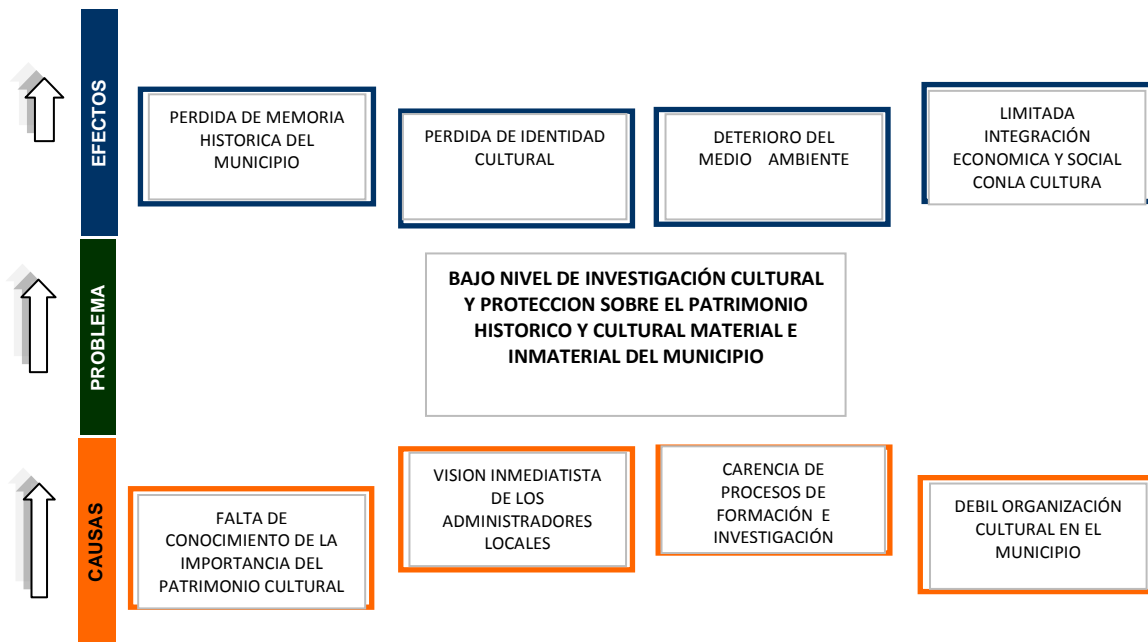 EFECTOS
PERDIDA DE MEMORIA
HISTORICA DEL
MUNICIPIO
PERDIDA DE IDENTIDAD
CULTURAL
DETERIORO DEL
MEDIO AMBIENTE
LIMITADA
INTEGRACIÓN
ECONOMICA Y SOCIAL
CONLA CULTURA
PROBLEMA
BAJO NIVEL DE INVESTIGACIÓN CULTURAL
Y PROTECCION SOBRE EL PATRIMONIO
HISTORICO Y CULTURAL MATERIAL E
INMATERIAL DEL MUNICIPIO
CAUSAS
FALTA DE
CONOCIMIENTO DE LA
IMPORTANCIA DEL
PATRIMONIO CULTURAL
VISION INMEDIATISTA
DE LOS
ADMINISTRADORES
LOCALES
CARENCIA DE
PROCESOS DE
FORMACIÓN E
INVESTIGACIÓN
DEBIL ORGANIZACIÓN
CULTURAL EN EL
MUNICIPIO